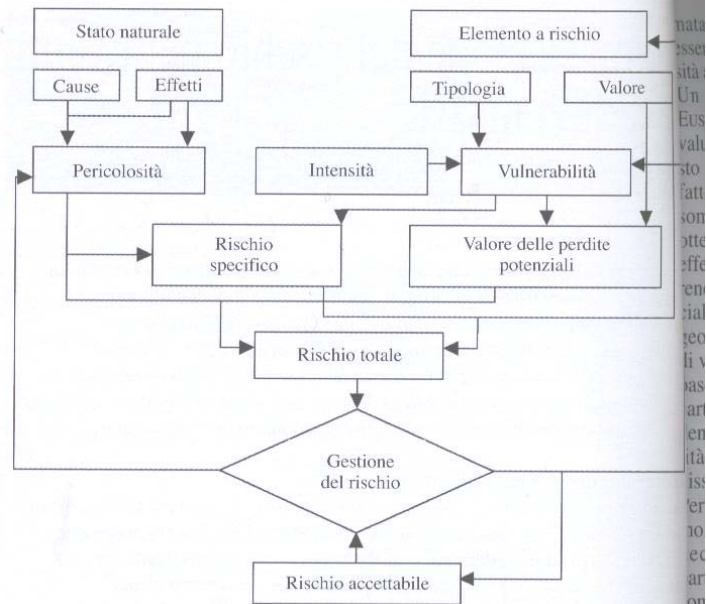 Stato naturale
Elemento a rischio
Cause
Effetti
Tipologia
Valore
Pericolosità
Intensità
Vulnerabilità
Rischio
specifico
Valore delle perdite
potenziali
Rischio totale
Gestione
del rischio
Rischio accettabile